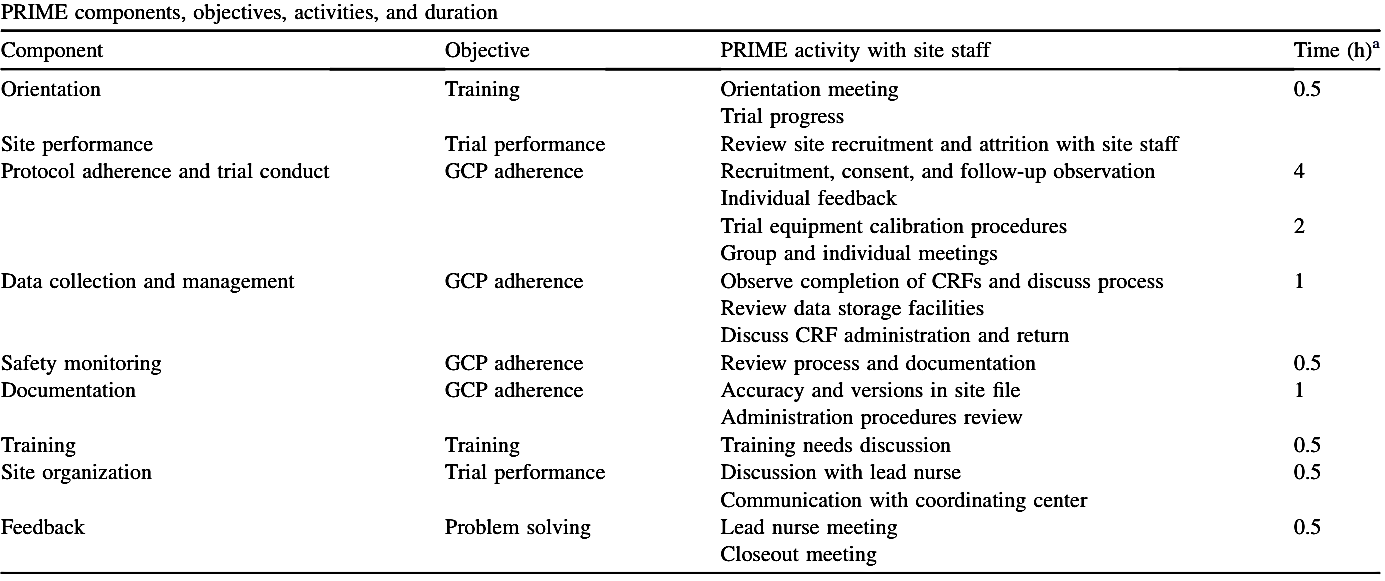 PRIME components, objectives, activities, and duration
Component Objective PRIME activity with site staff Time (h)a
Orientation Training Orientation meeting 0.5
Trial progress
Site performance Trial performance Review site recruitment and attrition with site staff
Protocol adherence and trial conduct GCP adherence Recruitment, consent, and follow-up observation 4
Individual feedback
Trial equipment calibration procedures 2
Group and individual meetings
Data collection and management GCP adherence Observe completion of CRFs and discuss process 1
Review data storage facilities
Discuss CRF administration and return
Safety monitoring GCP adherence Review process and documentation 0.5
Documentation GCP adherence Accuracy and versions in site file 1
Administration procedures review
Training Training Training needs discussion 0.5
Site organization Trial performance Discussion with lead nurse 0.5
Communication with coordinating center
Feedback Problem solving Lead nurse meeting 0.5
Closeout meeting